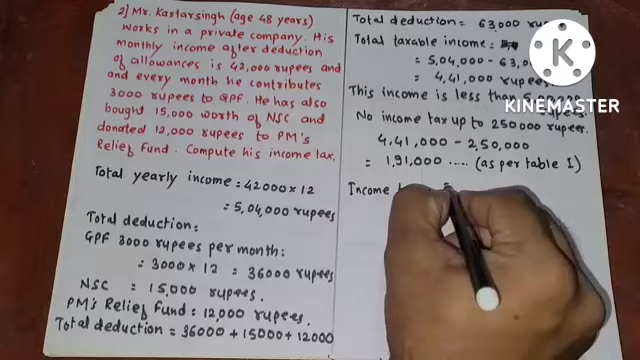 2] Mr. Kartarsingh (age 48 years)
works in a private company. His
monthly income after deduction
of allowances is 42,000 rupees and
and every month he contributes
3000 rupees to GPF. He has also
bought 15,000 worth of NSC and
donated 12,000 rupees to PM's
Relief Fund. Compute his income tax.
Total yearly income = 42000 x 12
= 5,04,000 rupees
Total deduction:
GPF 3000 rupees per month:
= 3000 x 12 = 36000 rupees
NSC = 15,000 rupees.
PM's Relief Fund = 12,000 rupees.
Total deduction = 36000 + 15000 + 12000
Total deduction = 63,000
Total taxable income =
= 5,04,000 - 63,0
= 4,41,000 rupees
This income is less than
rupees.
No income tax up to 250000 rupees.
4,41,000 - 2,50,000
= 1,91,000 ..... (as per table I)
Income
K
KINEMASTER